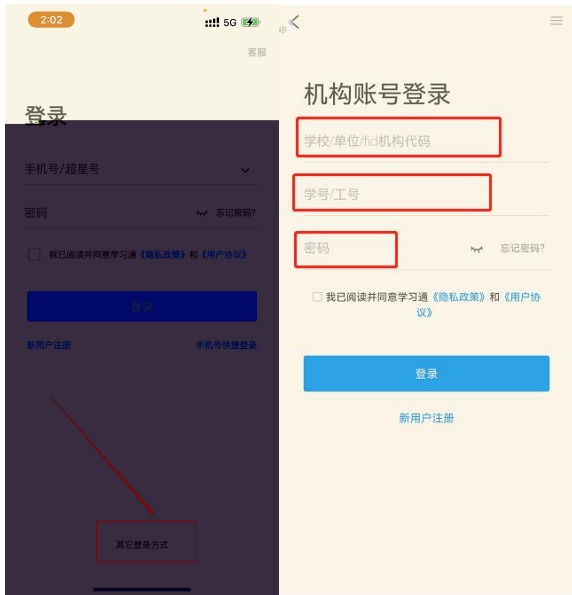 2:02
5G
客服
登录
手机号/超星号
密码
忘记密码?
我已阅读并同意学习通《隐私政策》和《用户协议》
登录
新用户注册
手机号快捷登录
其它登录方式
机构账号登录
学校/单位/fid机构代码
学号/工号
密码
忘记密码?
我已阅读并同意学习通《隐私政策》和《用户协
议》
登录
新用户注册